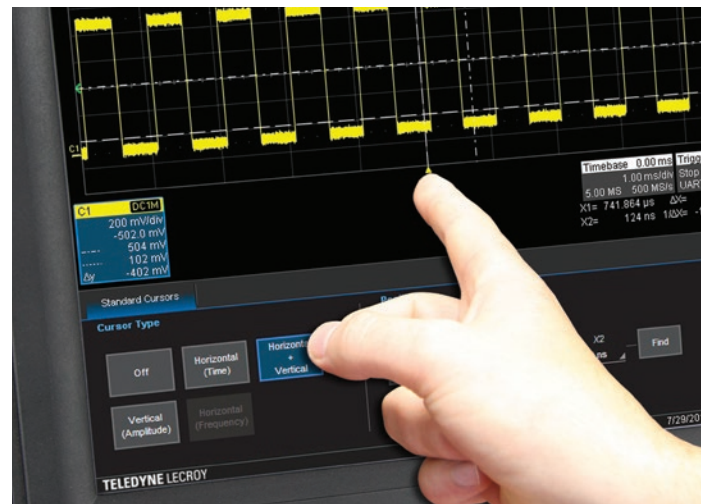 C1
Timebase 0.00 ms
1.00 ms/div
5.00 MS 500 MS/s
Stop
UART
X1= 741.864 µs ΔX=
X2= 124 ns 1/ΔX=
C1 DC1M
200 mV/div
-502.0 mV
504 mV
102 mV
Δy -402 mV
Standard Cursors
Cursor Type
Off
Horizontal
(Time)
+
Vertical
Vertical
(Amplitude)
Horizontal
(Frequency)
X2
ns
Find
TELEDYNE LECROY